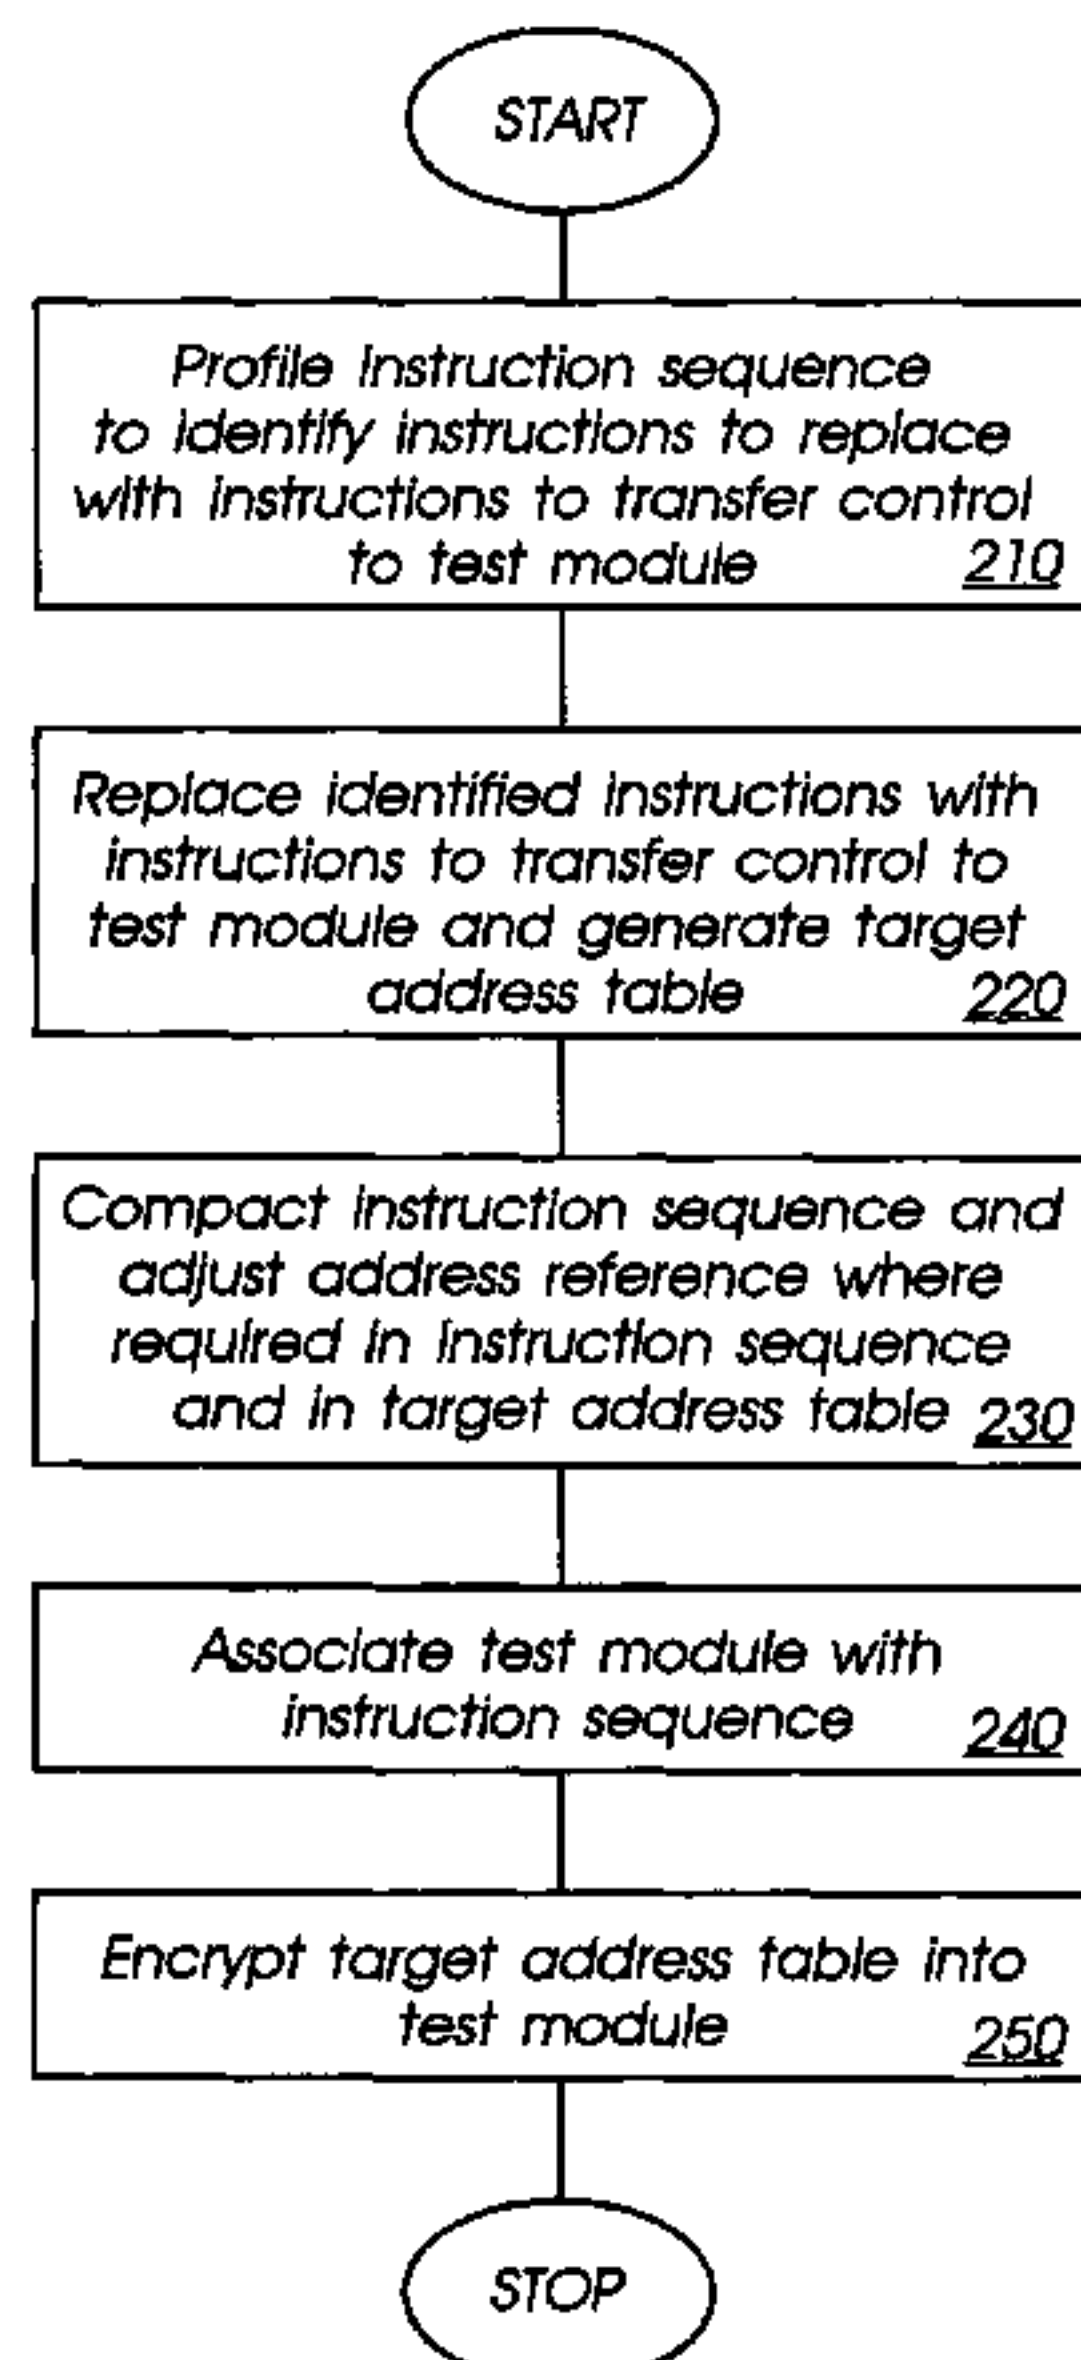 START
Profile instruction sequence
to identify instructions to replace
with instructions to transfer control
to test module 210
Replace identified instructions with
instructions to transfer control to
test module and generate target
address table 220
Compact instruction sequence and
adjust address reference where
required in instruction sequence
and in target address table 230
Associate test module with
instruction sequence 240
Encrypt target address table into
test module 250
STOP